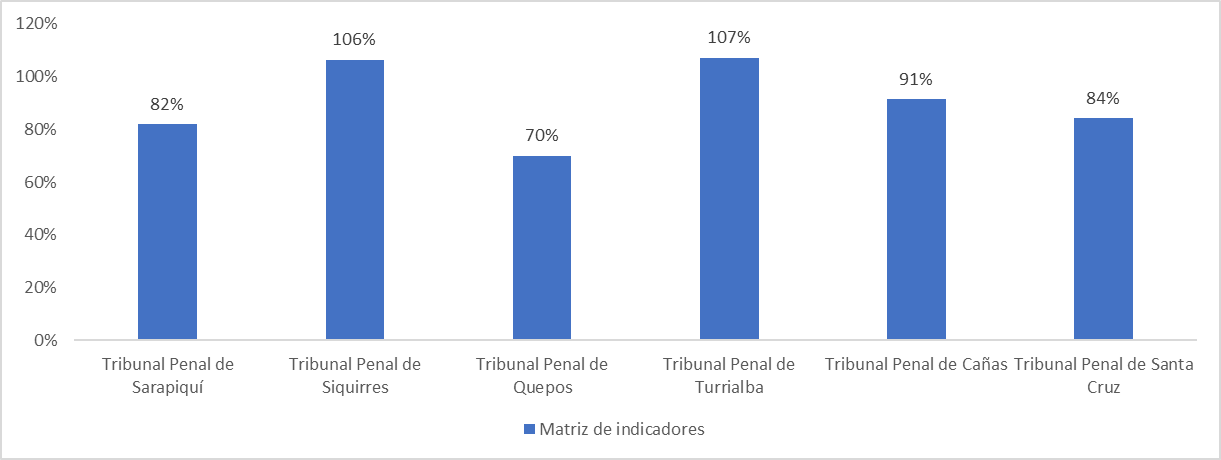 120%
100%
80%
60%
40%
20%
0%
82%
106%
70%
107%
91%
84%
Tribunal Penal de
Sarapiquí
Tribunal Penal de
Siquirres
Tribunal Penal de
Quepos
Tribunal Penal de
Turrialba
Tribunal Penal de Cañas
Tribunal Penal de Santa
Cruz
Matriz de indicadores